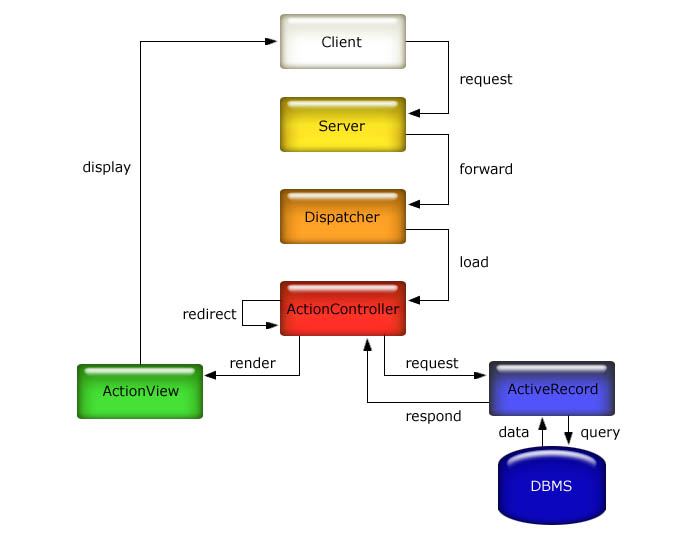 Client
request
Server
display
forward
Dispatcher
load
redirect
ActionController
render
request
ActionView
ActiveRecord
respond
data
query
DBMS